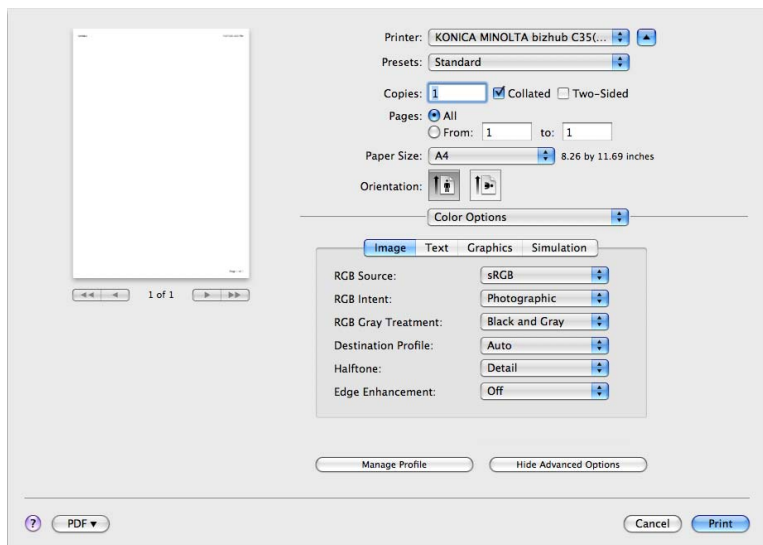 Printer: KONICA MINOLTA bizhub C35(...
Presets: Standard
Copies: 1 Collated Two-Sided
Pages: All
From: 1 to: 1
Paper Size: A4 8.26 by 11.69 inches
Orientation:
Color Options
Image Text Graphics Simulation
RGB Source: sRGB
RGB Intent: Photographic
RGB Gray Treatment: Black and Gray
Destination Profile: Auto
Halftone: Detail
Edge Enhancement: Off
1 of 1
Manage Profile Hide Advanced Options
? PDF▼ Cancel Print